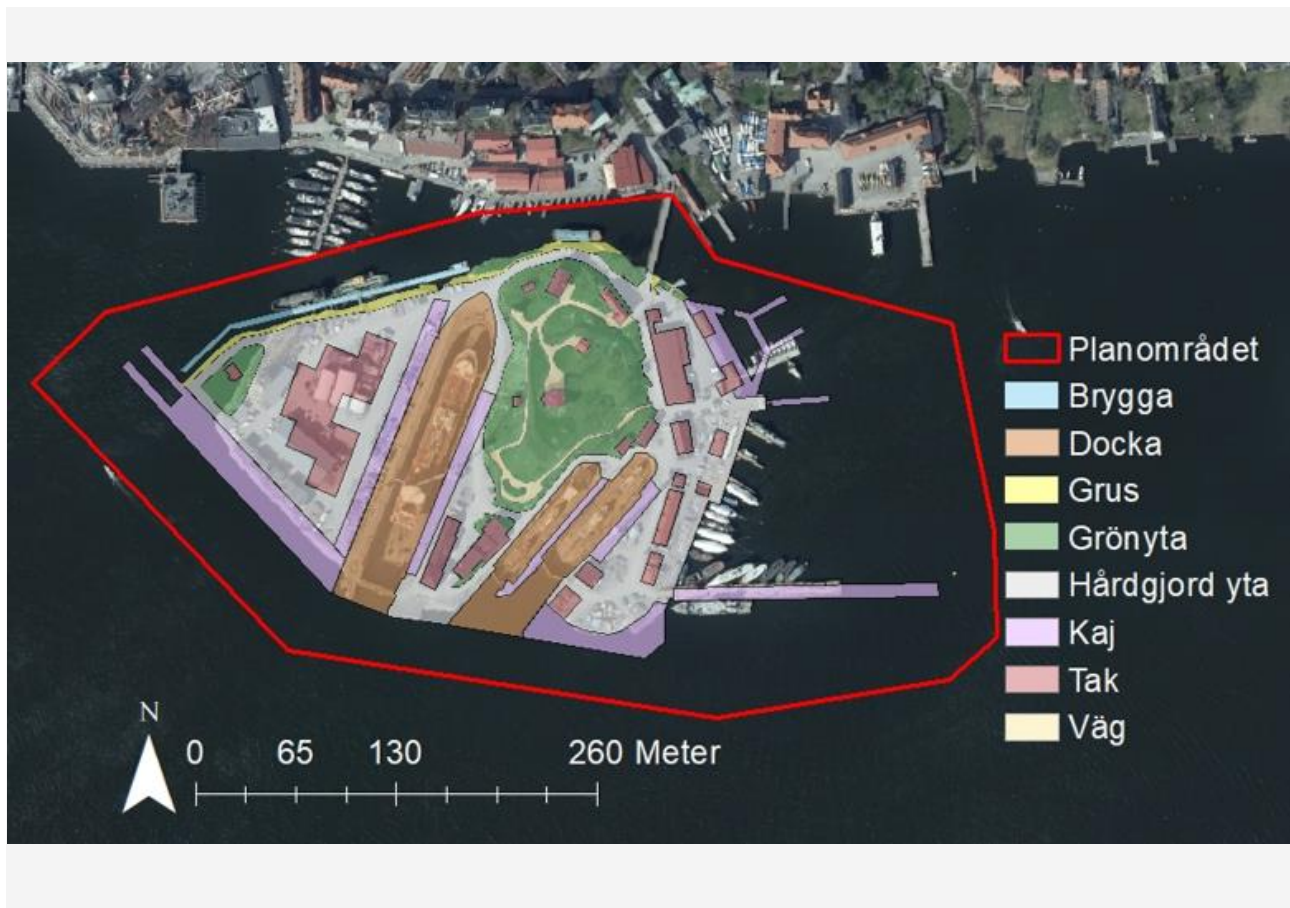 Planområdet
Brygga
Docka
Grus
Grönyta
Hårdgjord yta
Kaj
Tak
Väg
N
0 65 130 260 Meter